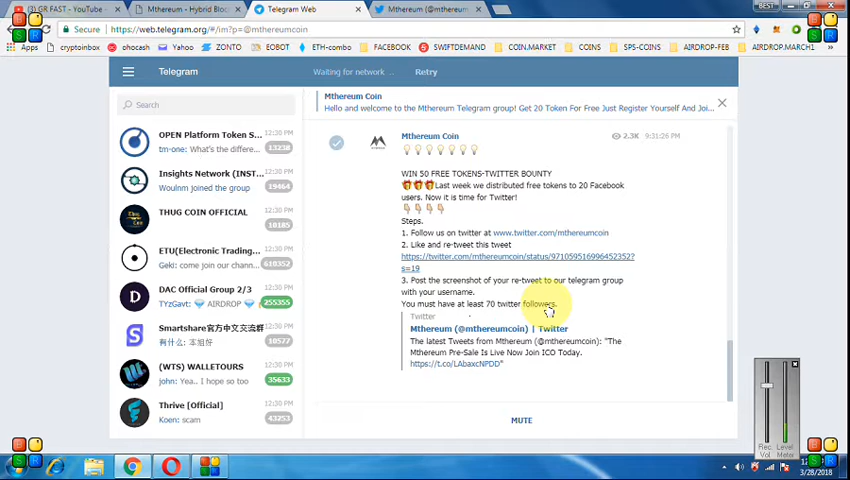 (3) GR FAST - YouTube
Mthereum - Hybrid Bloc
Telegram Web
Mthereum (@mthereum
BEST
Secure
https://web.telegram.org/#/im?p=@mthereumcoin
Apps
cryptoinbox
ohocash
Yahoo
ZONTO
BOTEX
ETH-combo
FACEBOOK
SWIFTDEMAND
COIN.MARKET
COINS
SPS-COINS
AIRDROP-FEB
AIRDROP.MARCH1
Telegram
Waiting for network ...
Retry
Search
Mthereum Coin
Hello and welcome to the Mthereum Telegram group! Get 20 Token For Free Just Register Yourself And Joi...
OPEN Platform Token S...
12:30 PM
tm-one: What's the differe...
13238
Insights Network (INST...
12:30 PM
Woulnm joined the group
19464
THUG COIN OFFICIAL
12:30 PM
10185
ETU(Electronic Trading...
12:30 PM
Geki: come join our chann...
610352
DAC Official Group 2/3
12:30 PM
TYzGavt: AIRDROP
255355
Smartshare官方中文交流群
12:30 PM
有什么: 本姐好
10577
(WTS) WALLETOURS
12:30 PM
john: Yea.. I hope so too
35633
Thrive [Official]
12:30 PM
Koen: scam
43253
Mthereum Coin
2.3K
9:31:26 PM
WIN 50 FREE TOKENS-TWITTER BOUNTY
Last week we distributed free tokens to 20 Facebook
users. Now it is time for Twitter!
Steps.
1. Follow us on twitter at www.twitter.com/mthereumcoin
2. Like and re-tweet this tweet
https://twitter.com/mthereumcoin/status/971059516996452352?
s=19
3. Post the screenshot of your re-tweet to our telegram group
with your username.
You must have at least 70 twitter followers.
Twitter
Mthereum (@mthereumcoin) | Twitter
The latest Tweets from Mthereum (@mthereumcoin): "The
Mthereum Pre-Sale Is Live Now Join ICO Today.
https://t.co/LAbaxcNPDD"
MUTE
Rec.
Vol
Level
Meter
3/28/2018
B
S
R
B
S
R
B
S
R
B
S
R